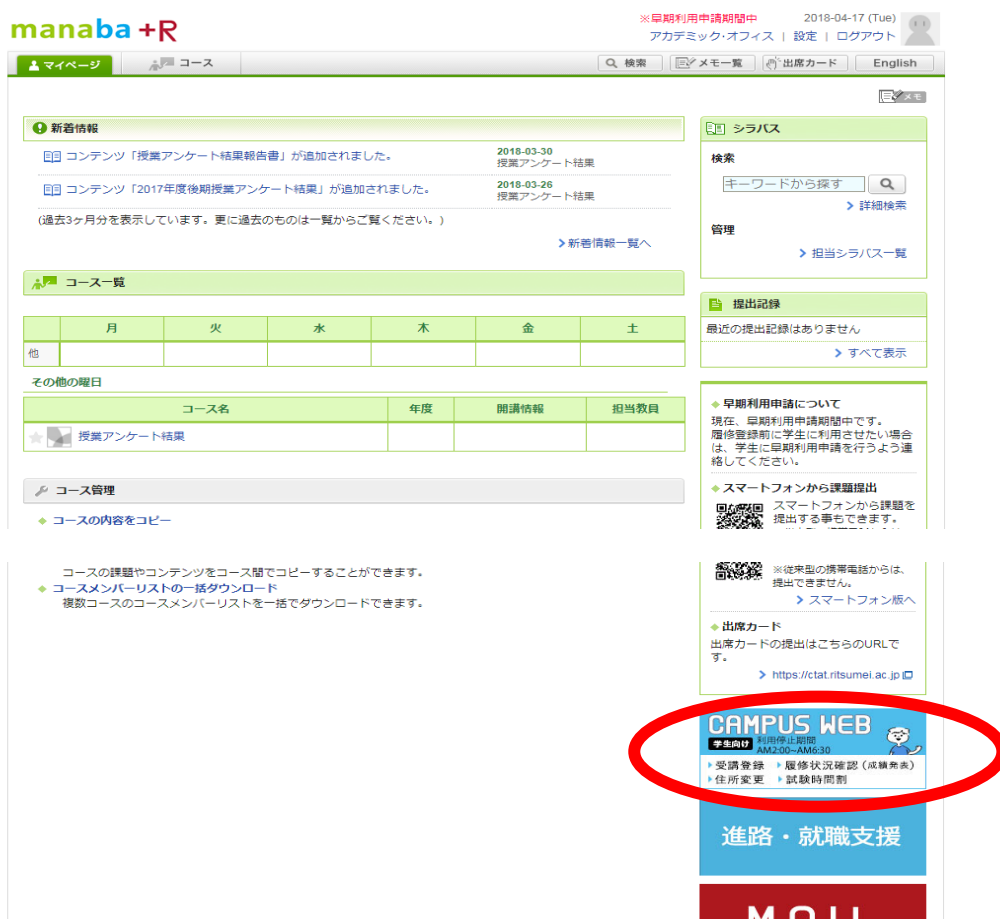 manaba +R
※早期利用申請期間中 2018-04-17 (Tue)
アカデミック・オフィス | 設定 | ログアウト
マイページ コース 検索 メモ一覧 出席カード English
メモ
新着情報
コンテンツ「授業アンケート結果報告書」が追加されました。 2018-03-30
授業アンケート結果
コンテンツ「2017年度後期授業アンケート結果」が追加されました。 2018-03-26
授業アンケート結果
(過去3ヶ月分を表示しています。更に過去のものは一覧からご覧ください。)
新着情報一覧へ
コース一覧
月 火 水 木 金 土
他
その他の曜日
コース名 年度 開講情報 担当教員
授業アンケート結果
コース管理
コースの内容をコピー
コースの課題やコンテンツをコース間でコピーすることができます。
コースメンバーリストの一括ダウンロード
複数コースのコースメンバーリストを一括でダウンロードできます。
シラバス
検索
キーワードから探す
詳細検索
管理
担当シラバス一覧
提出記録
最近の提出記録はありません
すべて表示
早期利用申請について
現在、早期利用申請期間中です。
履修登録前に学生に利用させたい場合
は、学生に早期利用申請を行うよう連
絡してください。
スマートフォンから課題提出
スマートフォンから課題を
提出する事もできます。
※従来型の携帯電話からは、
提出できません。
スマートフォン版へ
出席カード
出席カードの提出はこちらのURLで
す。
https://ctat.ritsumei.ac.jp
CAMPUS WEB
学生向け 利用停止期間
AM2:00~AM6:30
受講登録 履修状況確認(成績発表)
住所変更 試験時間割
進路・就職支援